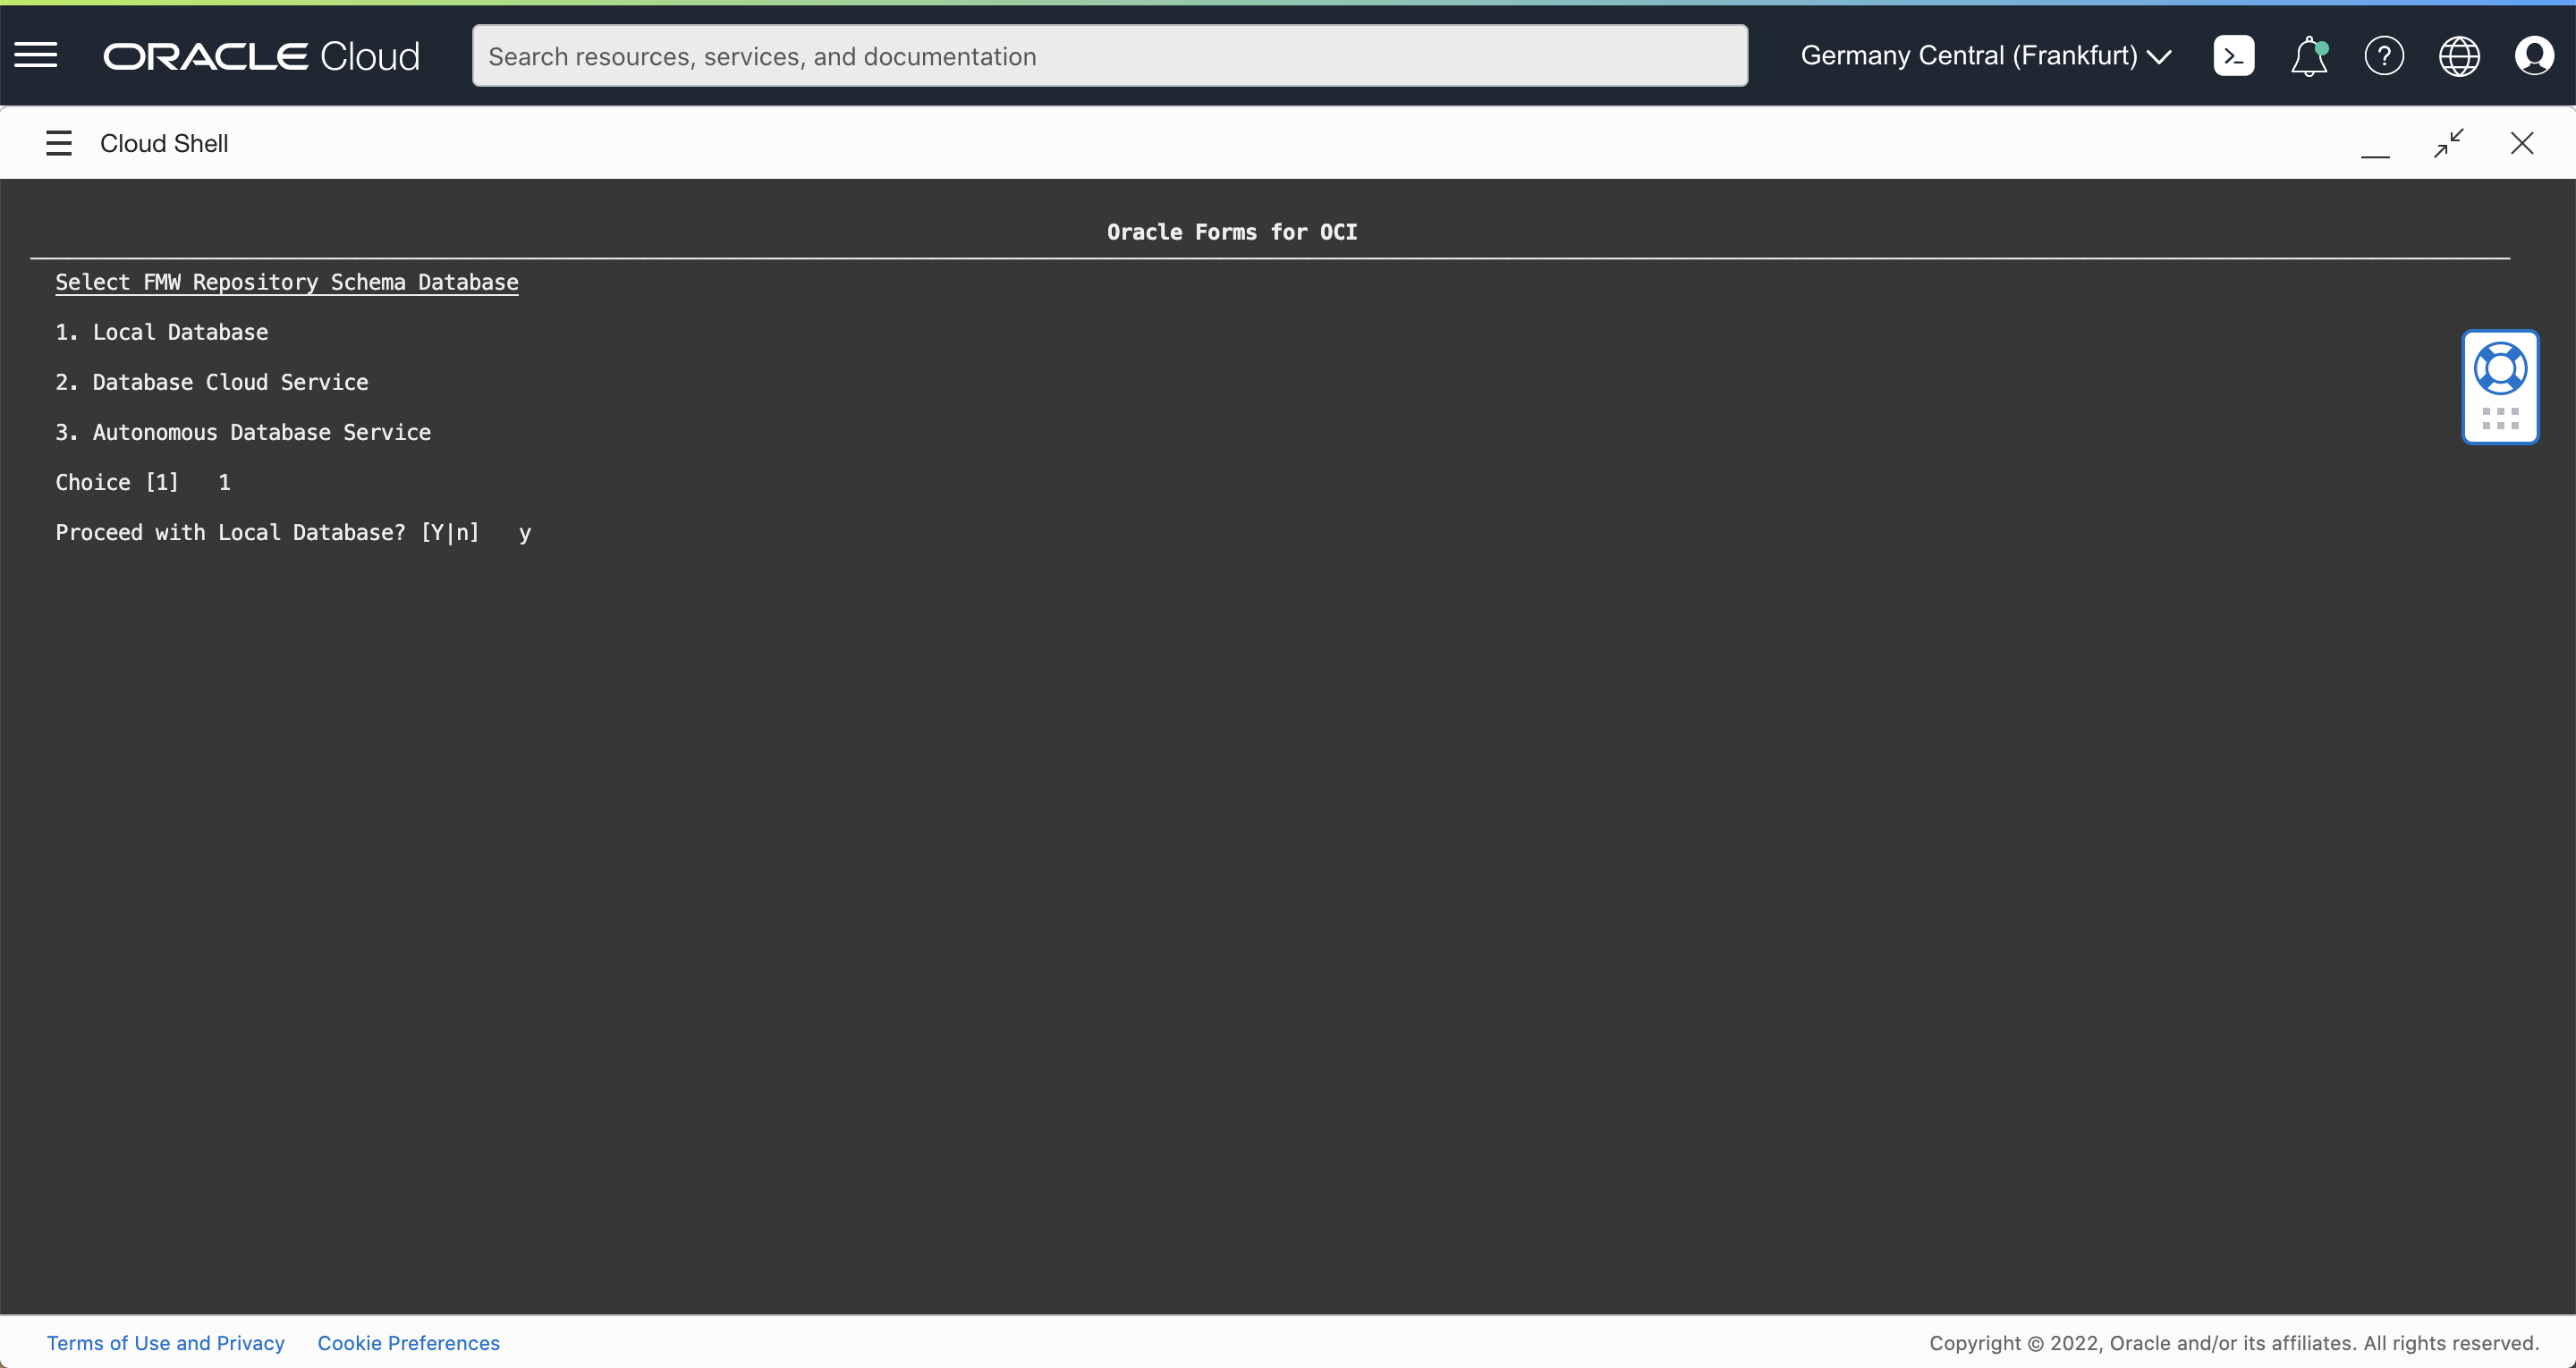 ORACLE Cloud
Search resources, services, and documentation
Germany Central (Frankfurt)
Cloud Shell
Oracle Forms for OCI
Select FMW Repository Schema Database
1. Local Database
2. Database Cloud Service
3. Autonomous Database Service
Choice [1]   1
Proceed with Local Database? [Y|n]   y
Terms of Use and Privacy
Cookie Preferences
Copyright © 2022, Oracle and/or its affiliates. All rights reserved.